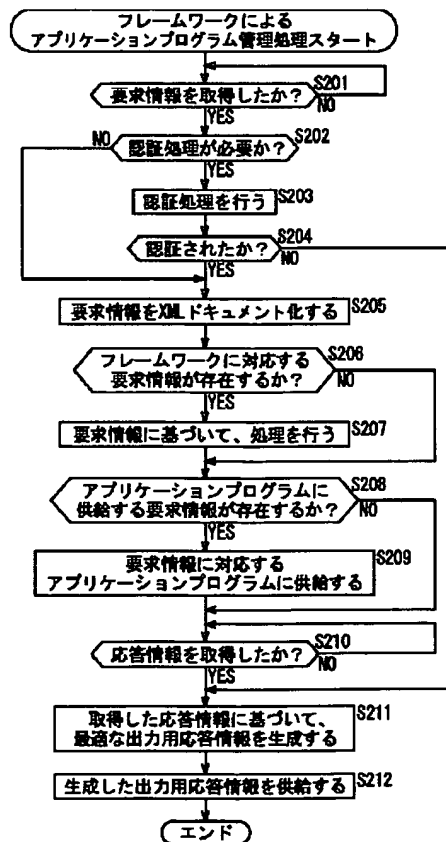 フレームワークによる
アプリケーションプログラム管理処理スタート
S201
要求情報を取得したか?
NO
YES
NO
S202
認証処理が必要か?
YES
S203
認証処理を行う
S204
認証されたか?
NO
YES
S205
要求情報をXMLドキュメント化する
S206
フレームワークに対応する
要求情報が存在するか?
NO
YES
S207
要求情報に基づいて、処理を行う
S208
アプリケーションプログラムに
供給する要求情報が存在するか?
NO
YES
S209
要求情報に対応する
アプリケーションプログラムに供給する
S210
応答情報を取得したか?
NO
YES
S211
取得した応答情報に基づいて、
最適な出力用応答情報を生成する
S212
生成した出力用応答情報を供給する
エンド